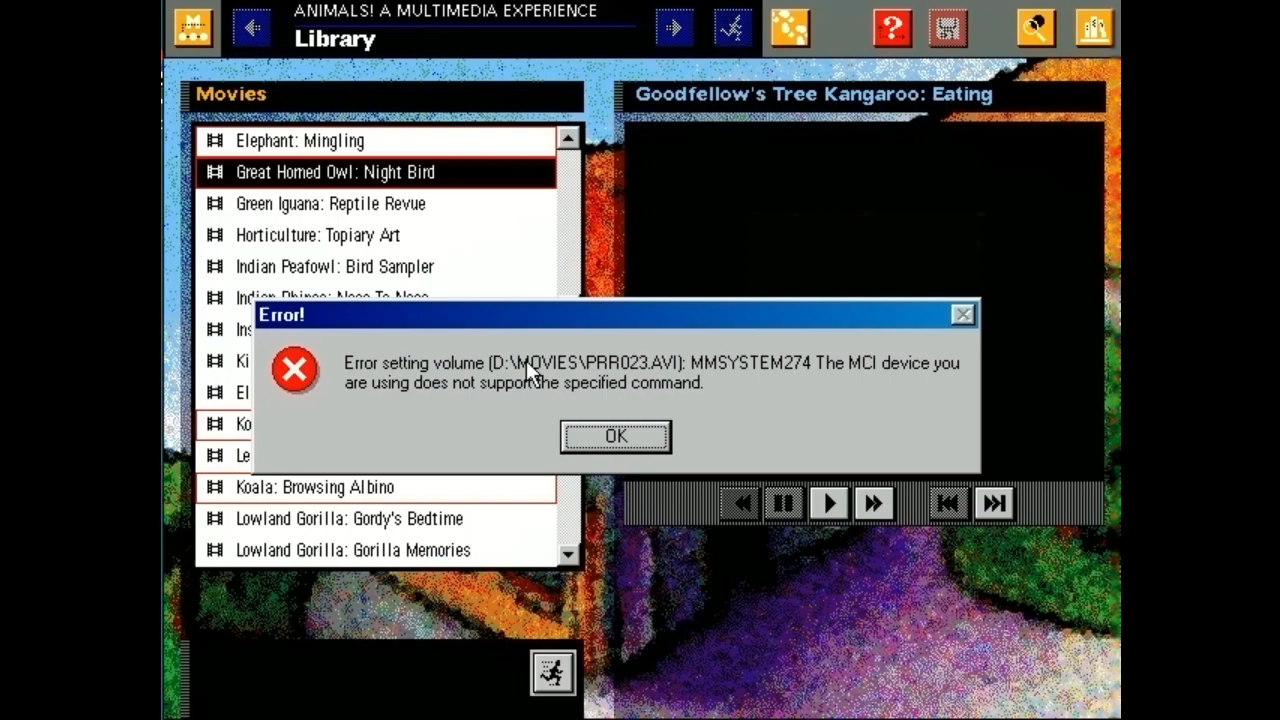 ANIMALS! A MULTIMEDIA EXPERIENCE
Library
?
Movies
Goodfellow's Tree Kangaroo: Eating
Elephant: Mingling
Great Horned Owl: Night Bird
Green Iguana: Reptile Revue
Horticulture: Topiary Art
Indian Peafowl: Bird Sampler
Error!
Error setting volume (D:\MOVIES\PRR023.AVI): MMSYSTEM274 The MCI device you
are using does not support the specified command.
OK
Koala: Browsing Albino
Lowland Gorilla: Gordy's Bedtime
Lowland Gorilla: Gorilla Memories